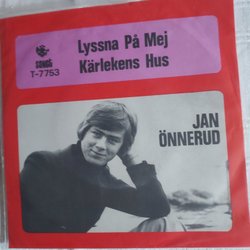 Lyssna På Mej
Kärlekens Hus
SONET
T-7753
JAN
ÖNNERUD